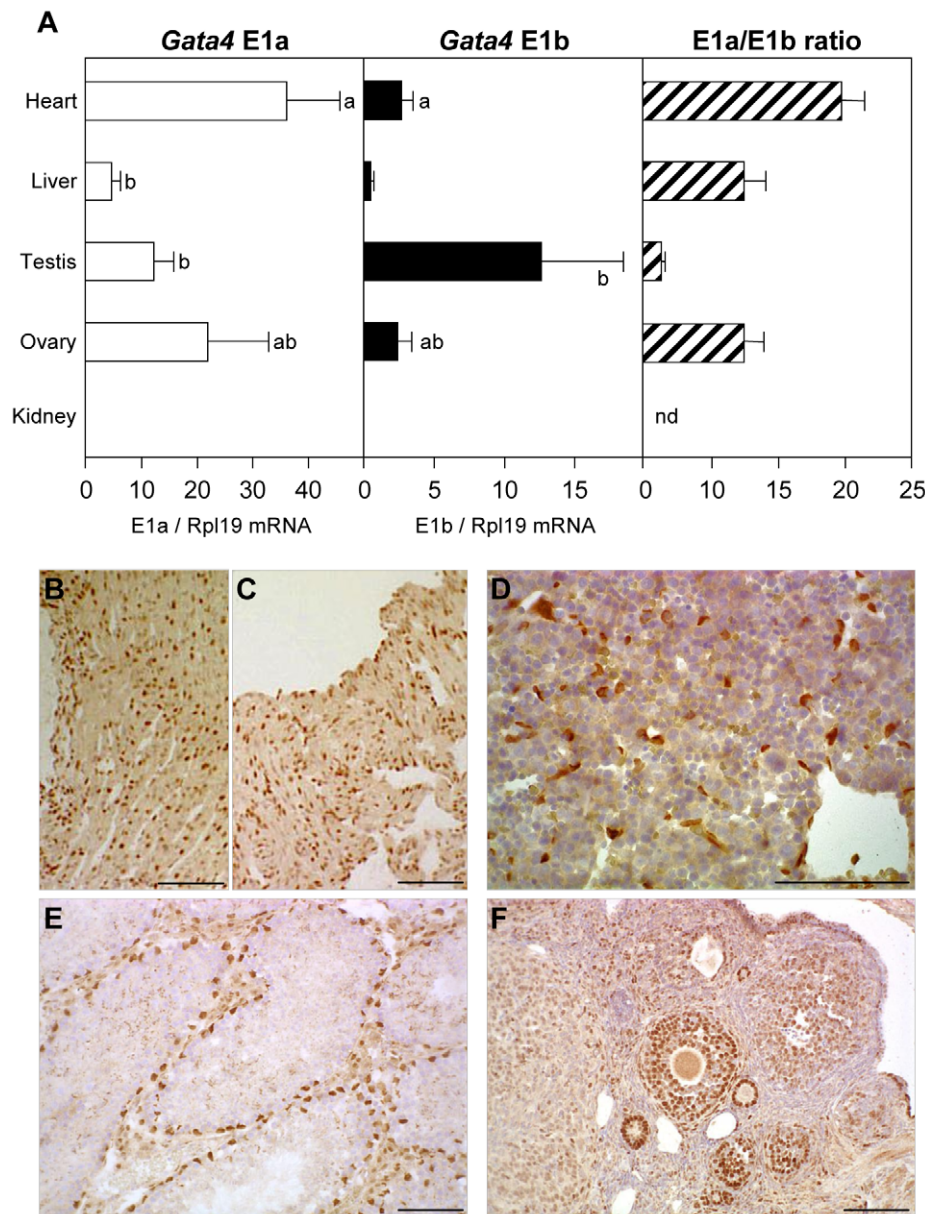 A
Gata4 E1a Gata4 E1b E1a/E1b ratio
Heart a a
Liver b
Testis b b
Ovary ab ab
Kidney nd
0 10 20 30 40 0 5 10 15 0 10 15 20 25
E1a / Rpl19 mRNA E1b / Rpl19 mRNA
B C D
E F